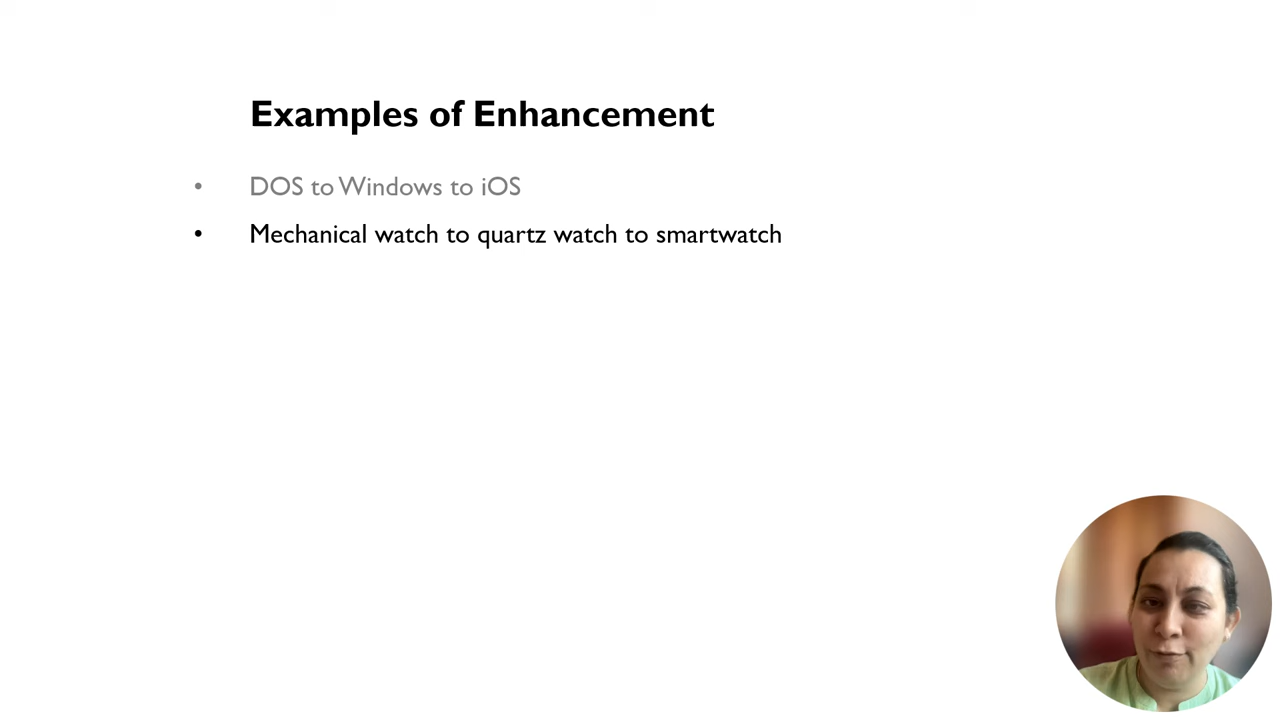 Examples of Enhancement
• DOS to Windows to iOS
• Mechanical watch to quartz watch to smartwatch